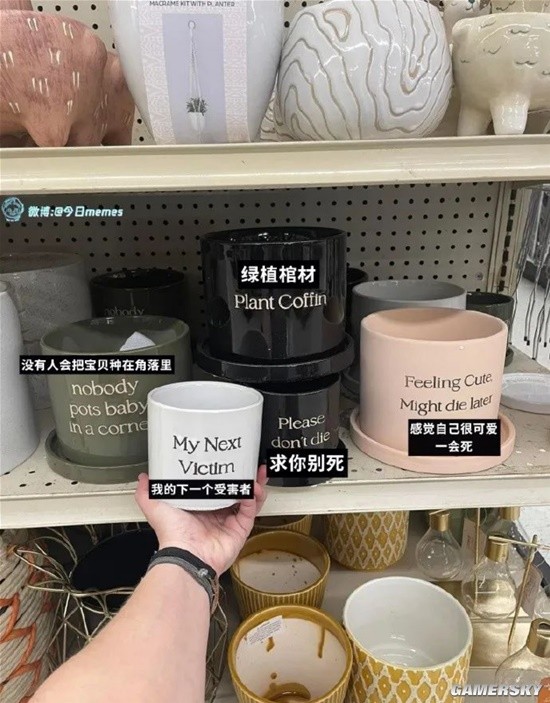 MACRAME KIT WITH PLANTER
微博:@今日memes
绿植棺材
Plant Coffin
nobody
没有人会把宝贝种在角落里
nobody
pots baby
in a corne
Feeling Cute,
Might die later
感觉自己很可爱
一会死
Please
don't die
求你别死
My Next
Victim
我的下一个受害者
GAMERSKY